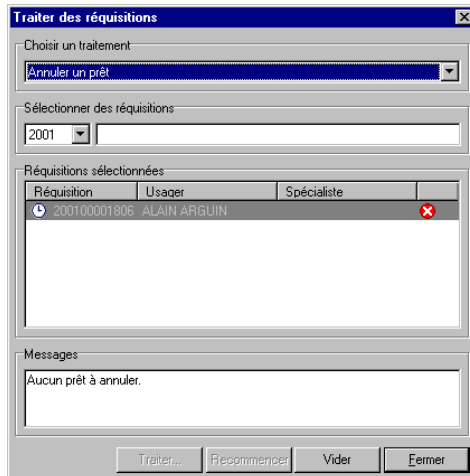 Traiter des réquisitions
Choisir un traitement
Annuler un prêt
Sélectionner des réquisitions
2001
Réquisitions sélectionnées
Réquisition Usager Spécialiste
200100001806 ALAIN ARGUIN
Messages
Aucun prêt à annuler.
Traiter... Recommencer Vider Fermer